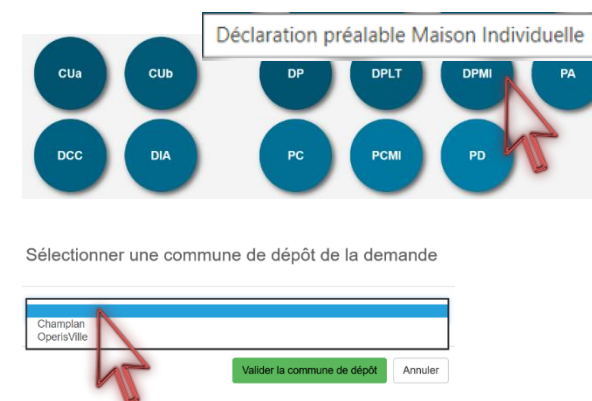 Déclaration préalable Maison Individuelle
CUa CUb DP DPLT DPMI PA
DCC DIA PC PCMI PD
Sélectionner une commune de dépôt de la demande
Champlan
OperisVille
Valider la commune de dépôt Annuler